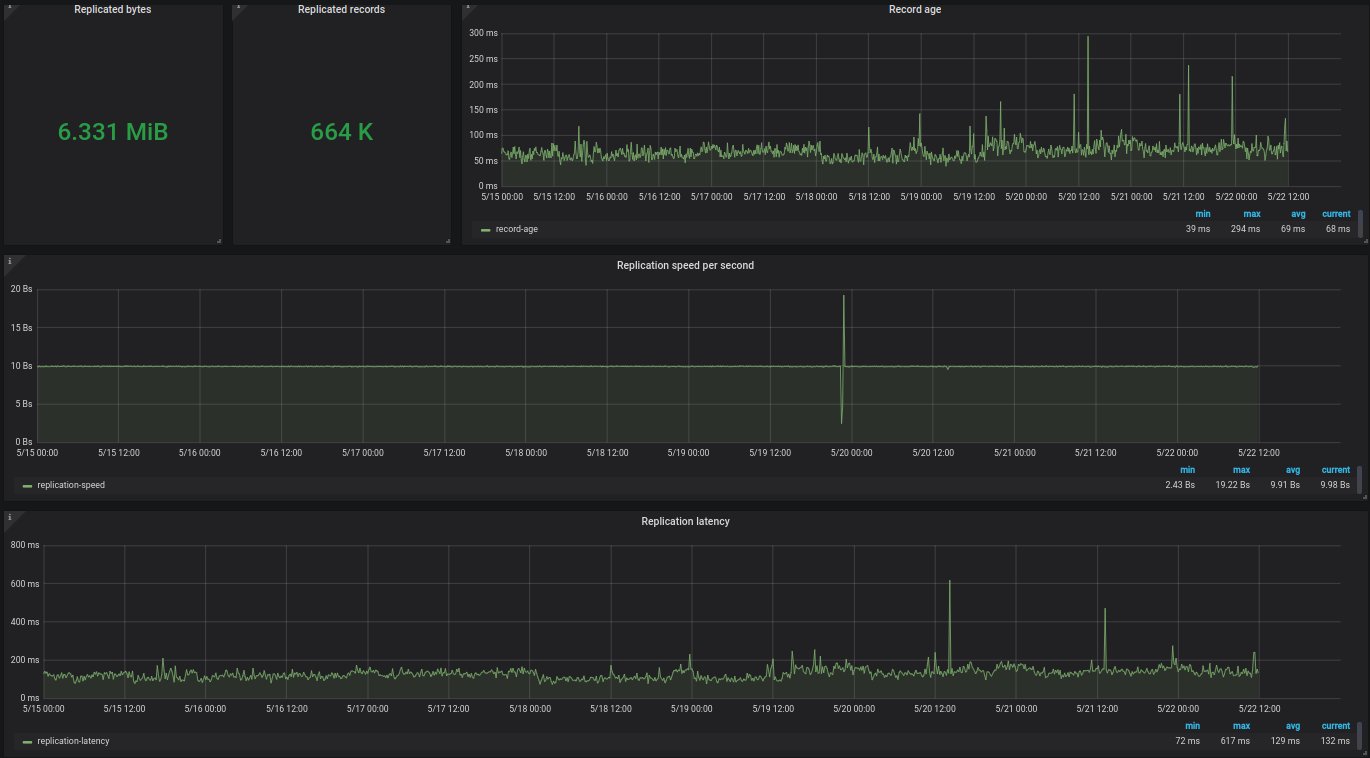 Replicated bytes
6.331 MiB
Replicated records
664 K
Record age
300 ms
250 ms
200 ms
150 ms
100 ms
50 ms
0 ms
5/15 00:00 5/15 12:00 5/16 00:00 5/16 12:00 5/17 00:00 5/17 12:00 5/18 00:00 5/18 12:00 5/19 00:00 5/19 12:00 5/20 00:00 5/20 12:00 5/21 00:00 5/21 12:00 5/22 00:00 5/22 12:00
min max avg current
record-age 39 ms 294 ms 69 ms 68 ms
Replication speed per second
20 Bs
15 Bs
10 Bs
5 Bs
0 Bs
5/15 00:00 5/15 12:00 5/16 00:00 5/16 12:00 5/17 00:00 5/17 12:00 5/18 00:00 5/18 12:00 5/19 00:00 5/19 12:00 5/20 00:00 5/20 12:00 5/21 00:00 5/21 12:00 5/22 00:00 5/22 12:00
min max avg current
replication-speed 2.43 Bs 19.22 Bs 9.91 Bs 9.98 Bs
Replication latency
800 ms
600 ms
400 ms
200 ms
0 ms
5/15 00:00 5/15 12:00 5/16 00:00 5/16 12:00 5/17 00:00 5/17 12:00 5/18 00:00 5/18 12:00 5/19 00:00 5/19 12:00 5/20 00:00 5/20 12:00 5/21 00:00 5/21 12:00 5/22 00:00 5/22 12:00
min max avg current
replication-latency 72 ms 617 ms 129 ms 132 ms